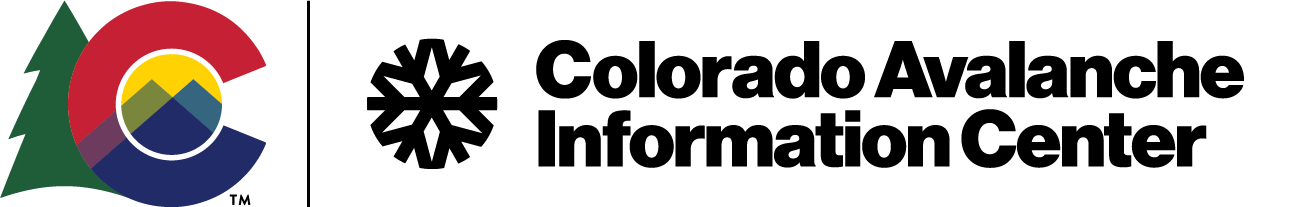 Colorado Avalanche
Information Center
TM